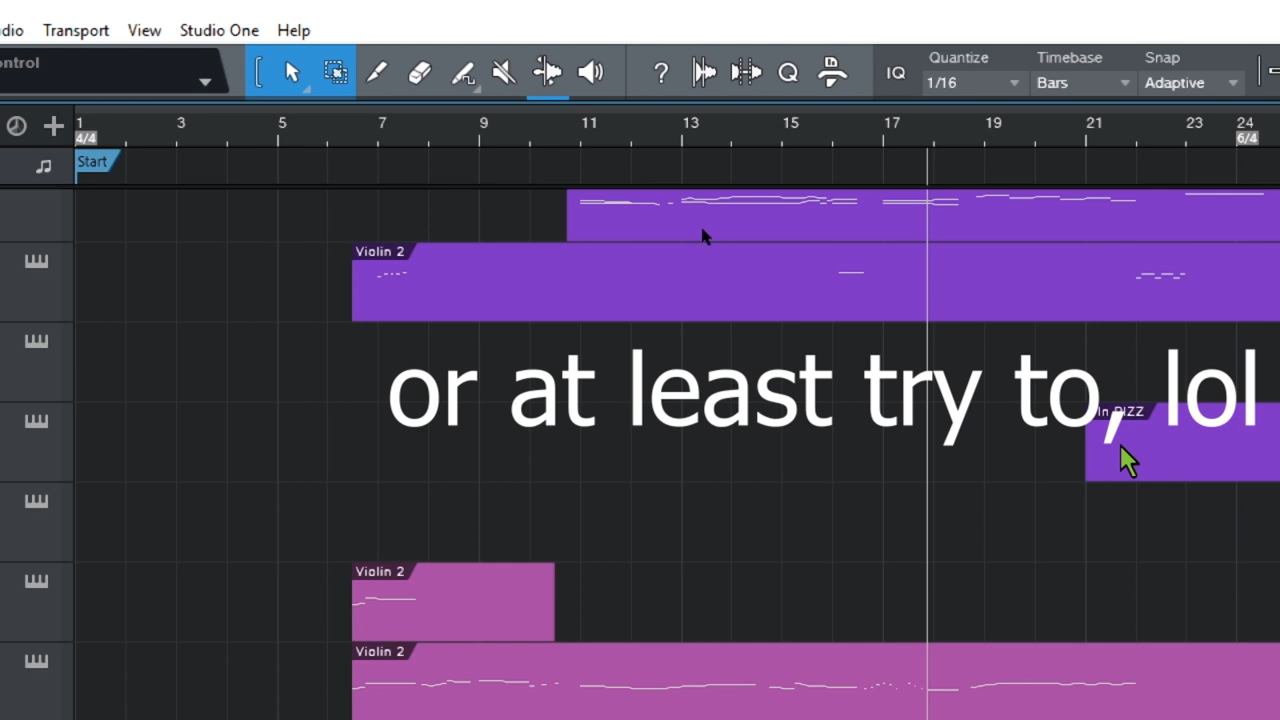 dio Transport View Studio One Help
ontrol
? Q IQ
Quantize Timebase Snap
1/16 Bars Adaptive
1 3 5 7 9 11 13 15 17 19 21 23 24
4/4 6/4
Start
Violin 2
or at least try to, lol
Violin 2
Violin 2